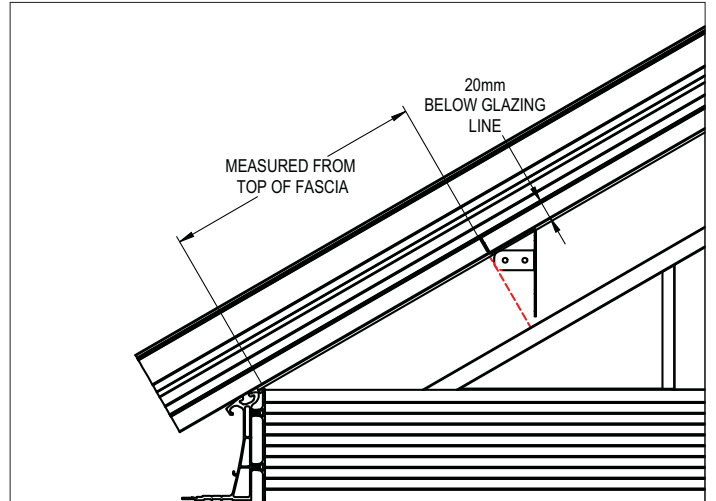 20mm
BELOW GLAZING
LINE
MEASURED FROM
TOP OF FASCIA